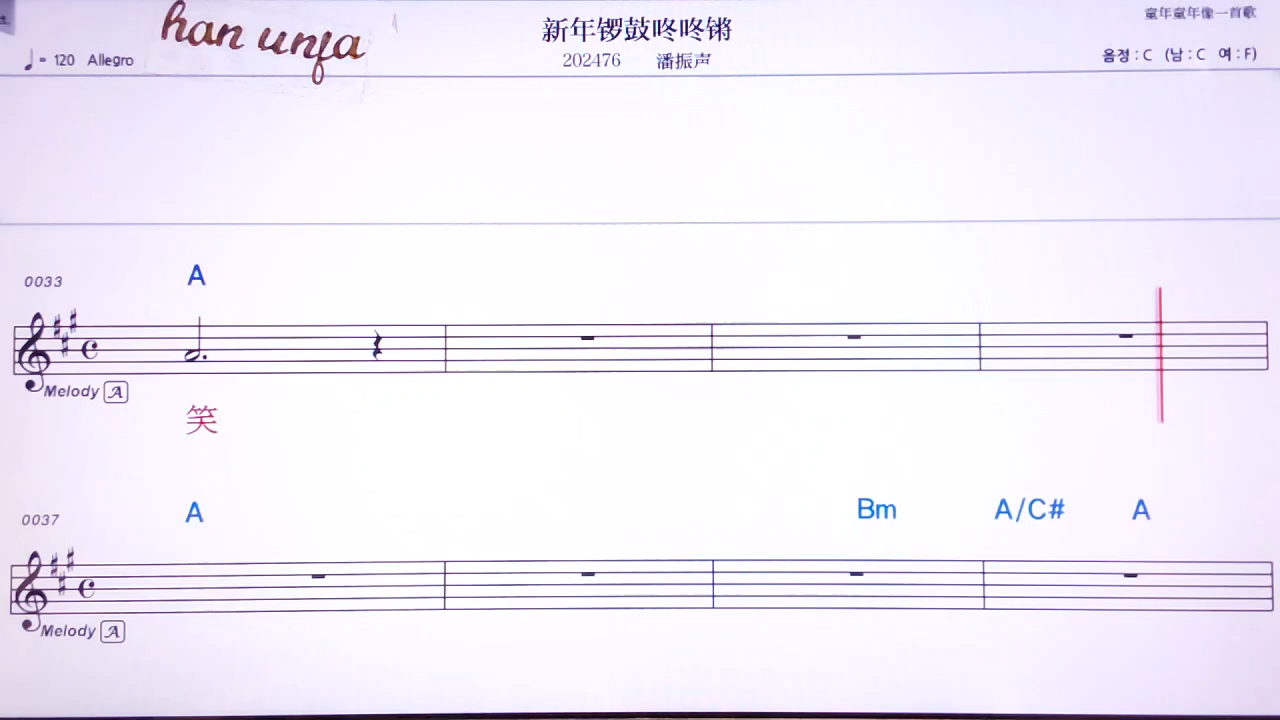 han unfa
新年锣鼓咚咚锵
童年童年像一首歌
♩= 120 Allegro
202476 潘振声
음정 : C (남 : C 여 : F)
0033
A
Melody A
笑
0037
A Bm A/C# A
Melody A